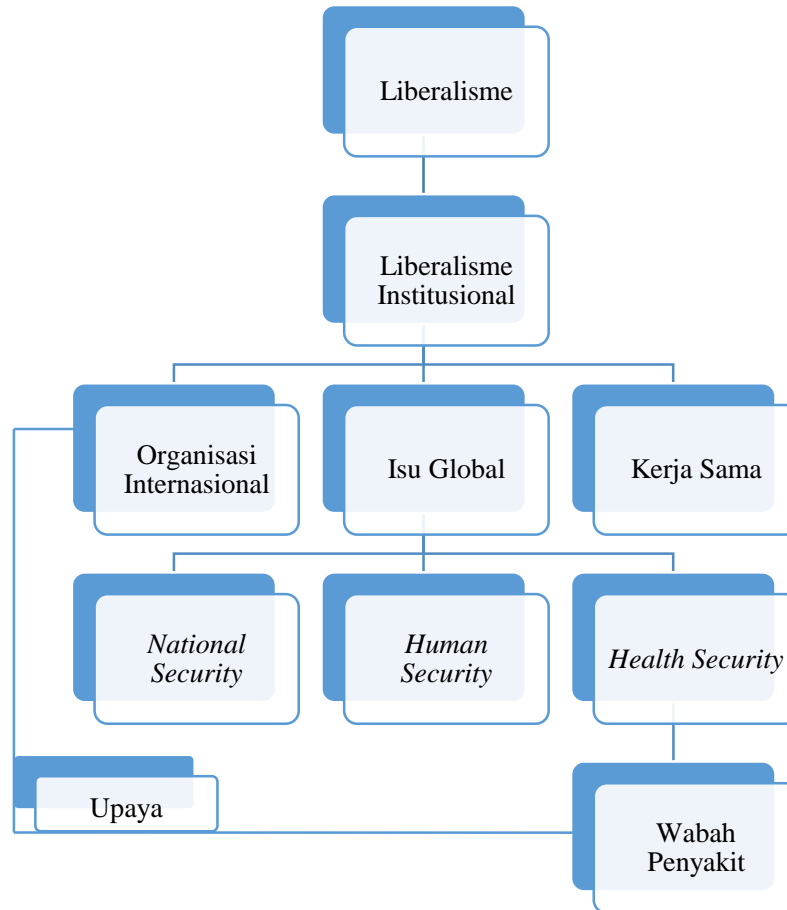 Liberalisme
Liberalisme
Institusional
Organisasi
Internasional
Isu Global
Kerja Sama
National
Security
Human
Security
Health Security
Upaya
Wabah
Penyakit